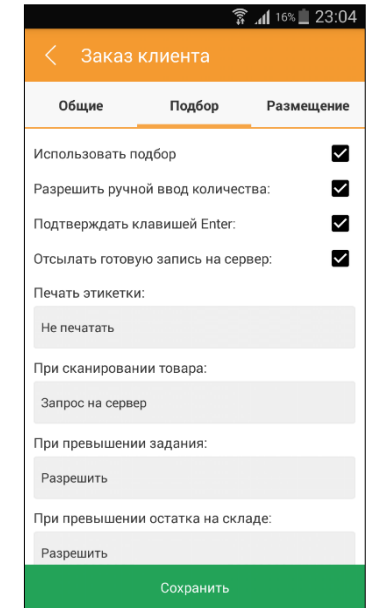 16% 23:04
Заказ клиента
Общие Подбор Размещение
Использовать подбор
Разрешить ручной ввод количества:
Подтверждать клавишей Enter:
Отсылать готовую запись на сервер:
Печать этикетки:
Не печатать
При сканировании товара:
Запрос на сервер
При превышении задания:
Разрешить
При превышении остатка на складе:
Разрешить
Сохранить